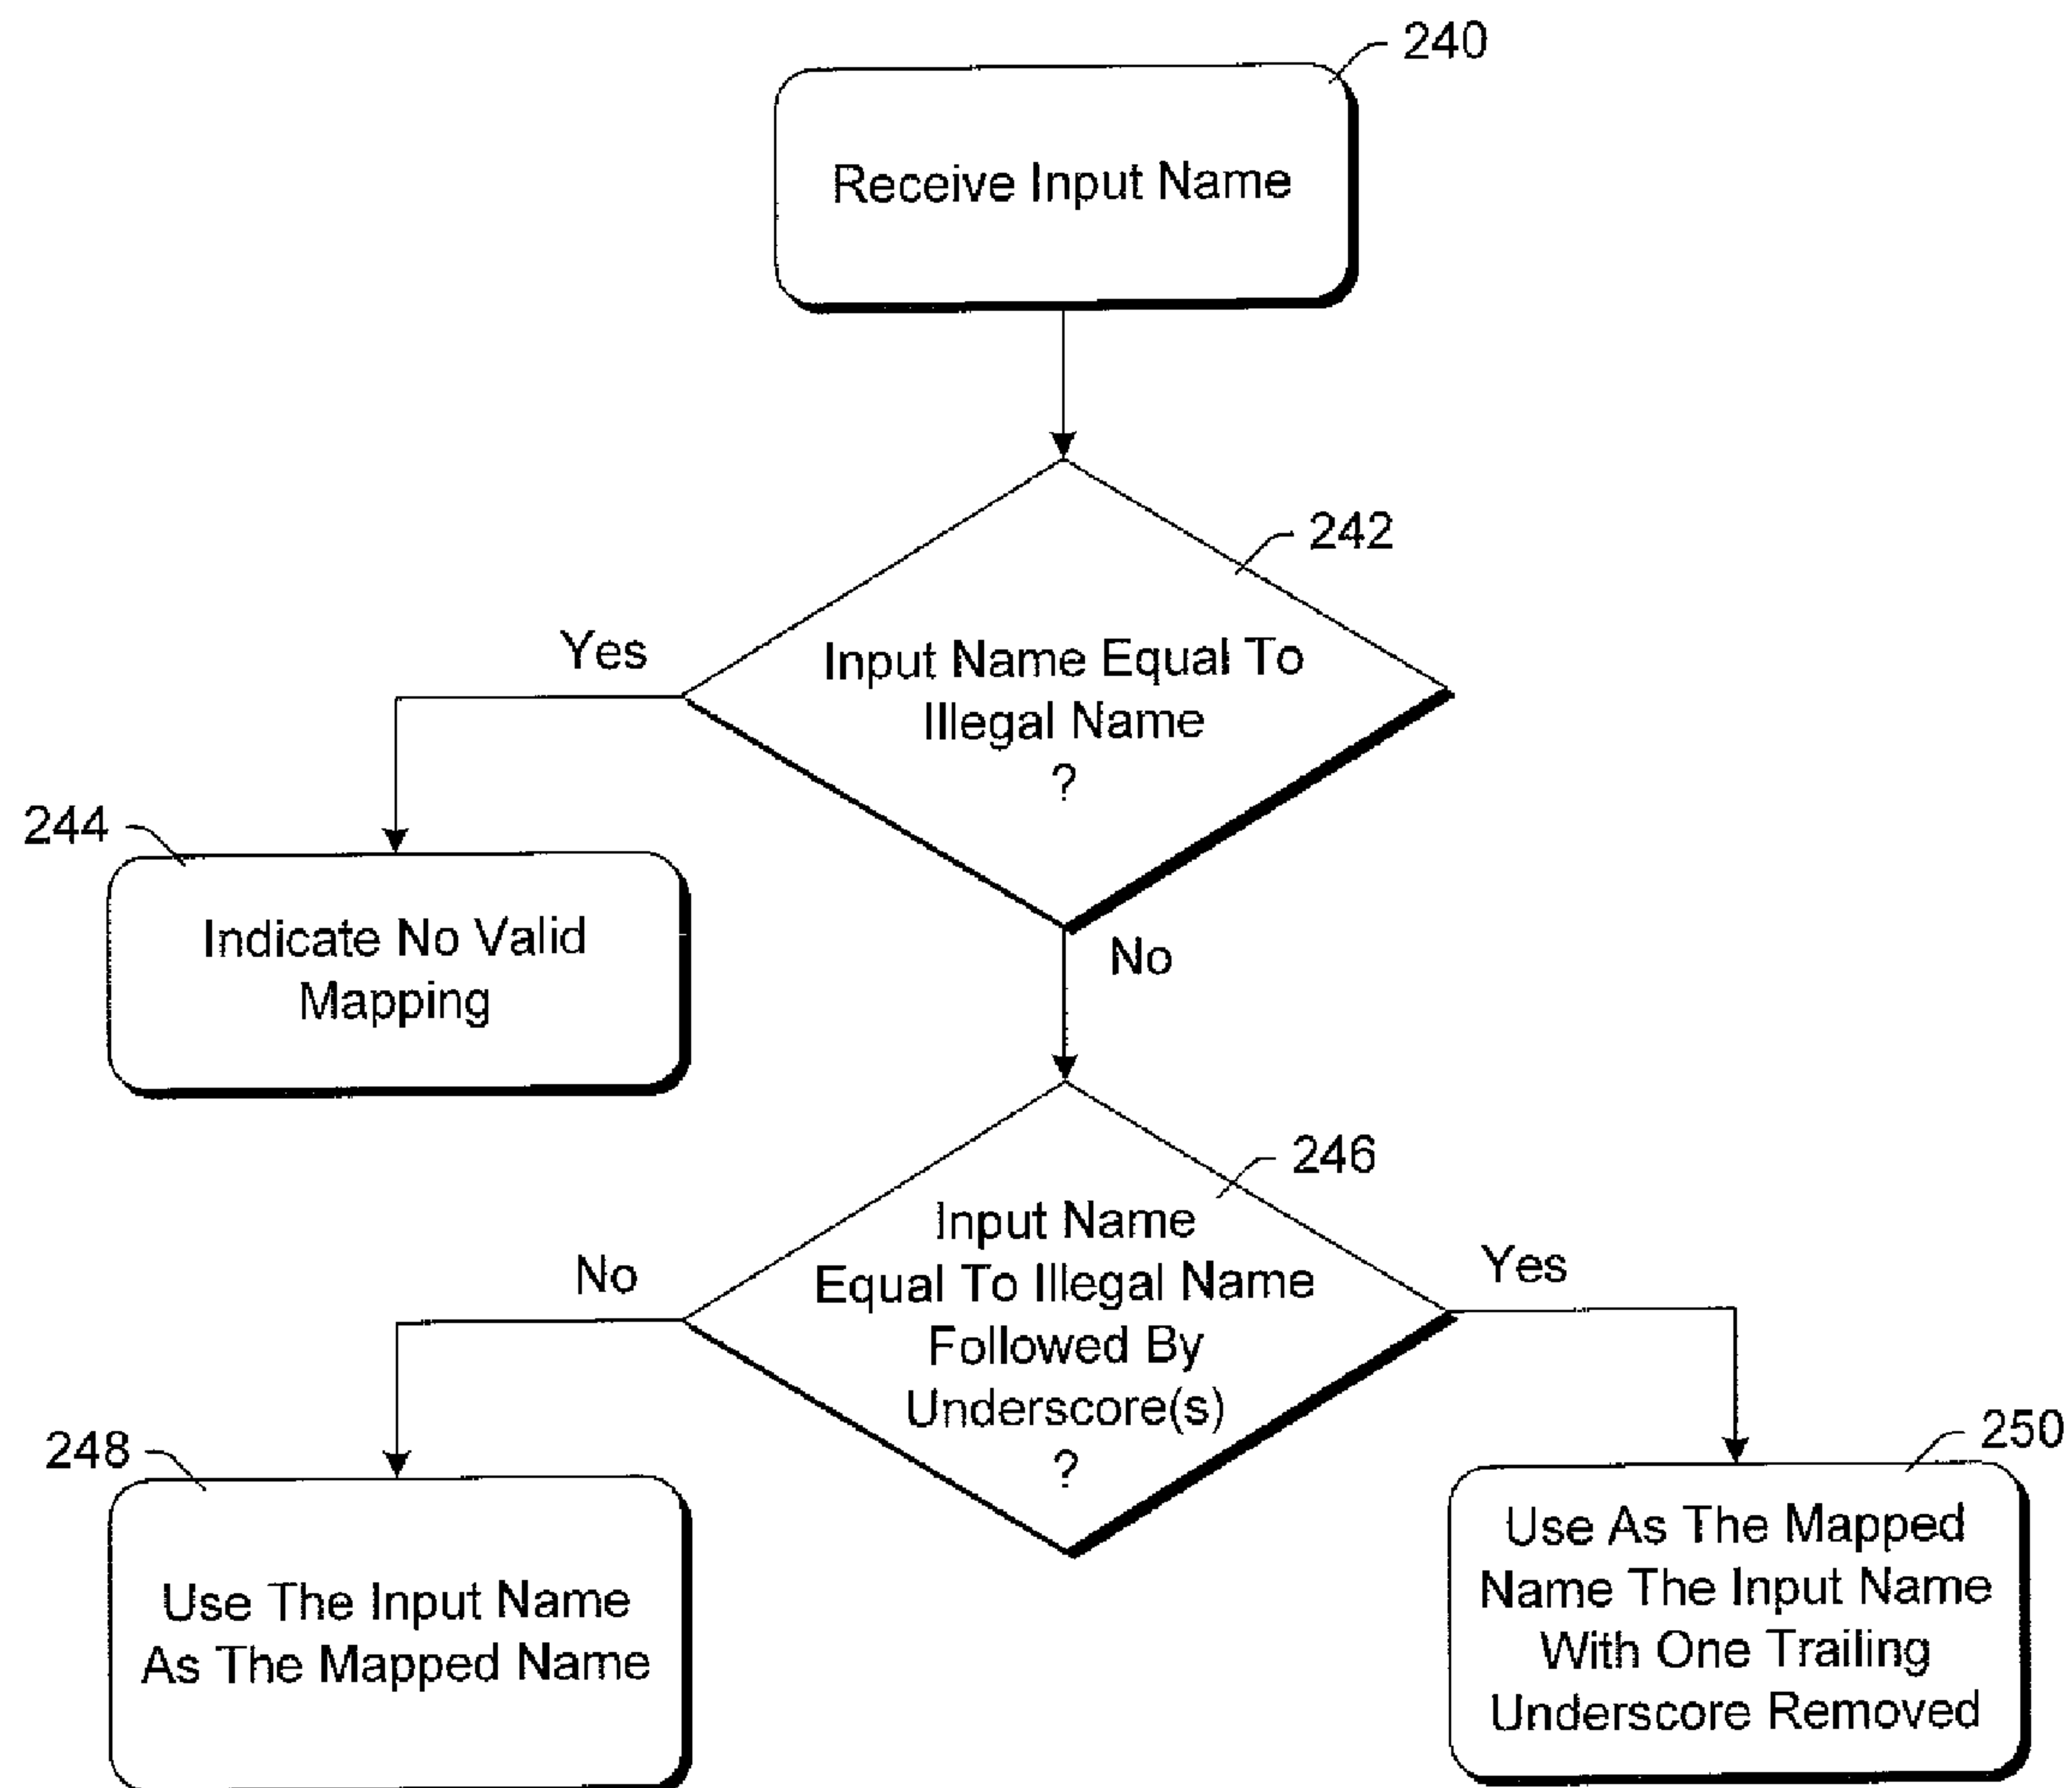 240
Receive Input Name
242
Yes
Input Name Equal To
Illegal Name
?
244
Indicate No Valid
Mapping
No
246
Input Name
Equal To Illegal Name
Followed By
Underscore(s)
?
No
Yes
248
Use The Input Name
As The Mapped Name
250
Use As The Mapped
Name The Input Name
With One Trailing
Underscore Removed